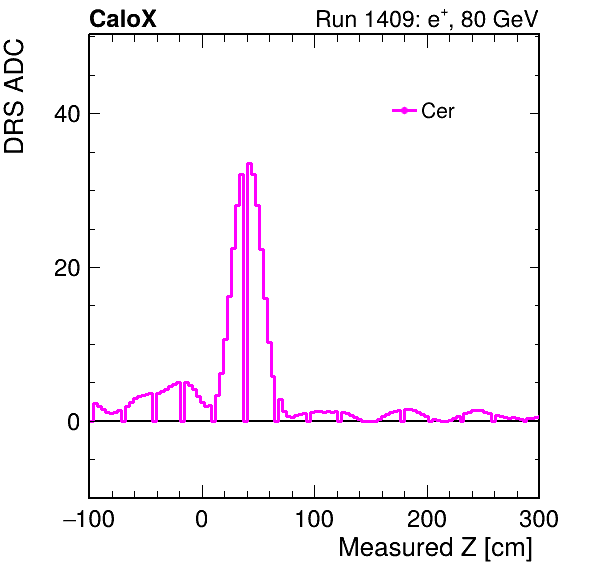 CaloX Run 1409: e⁺, 80 GeV
DRS ADC
Cer
40
20
0
−100 0 100 200 300
Measured Z [cm]